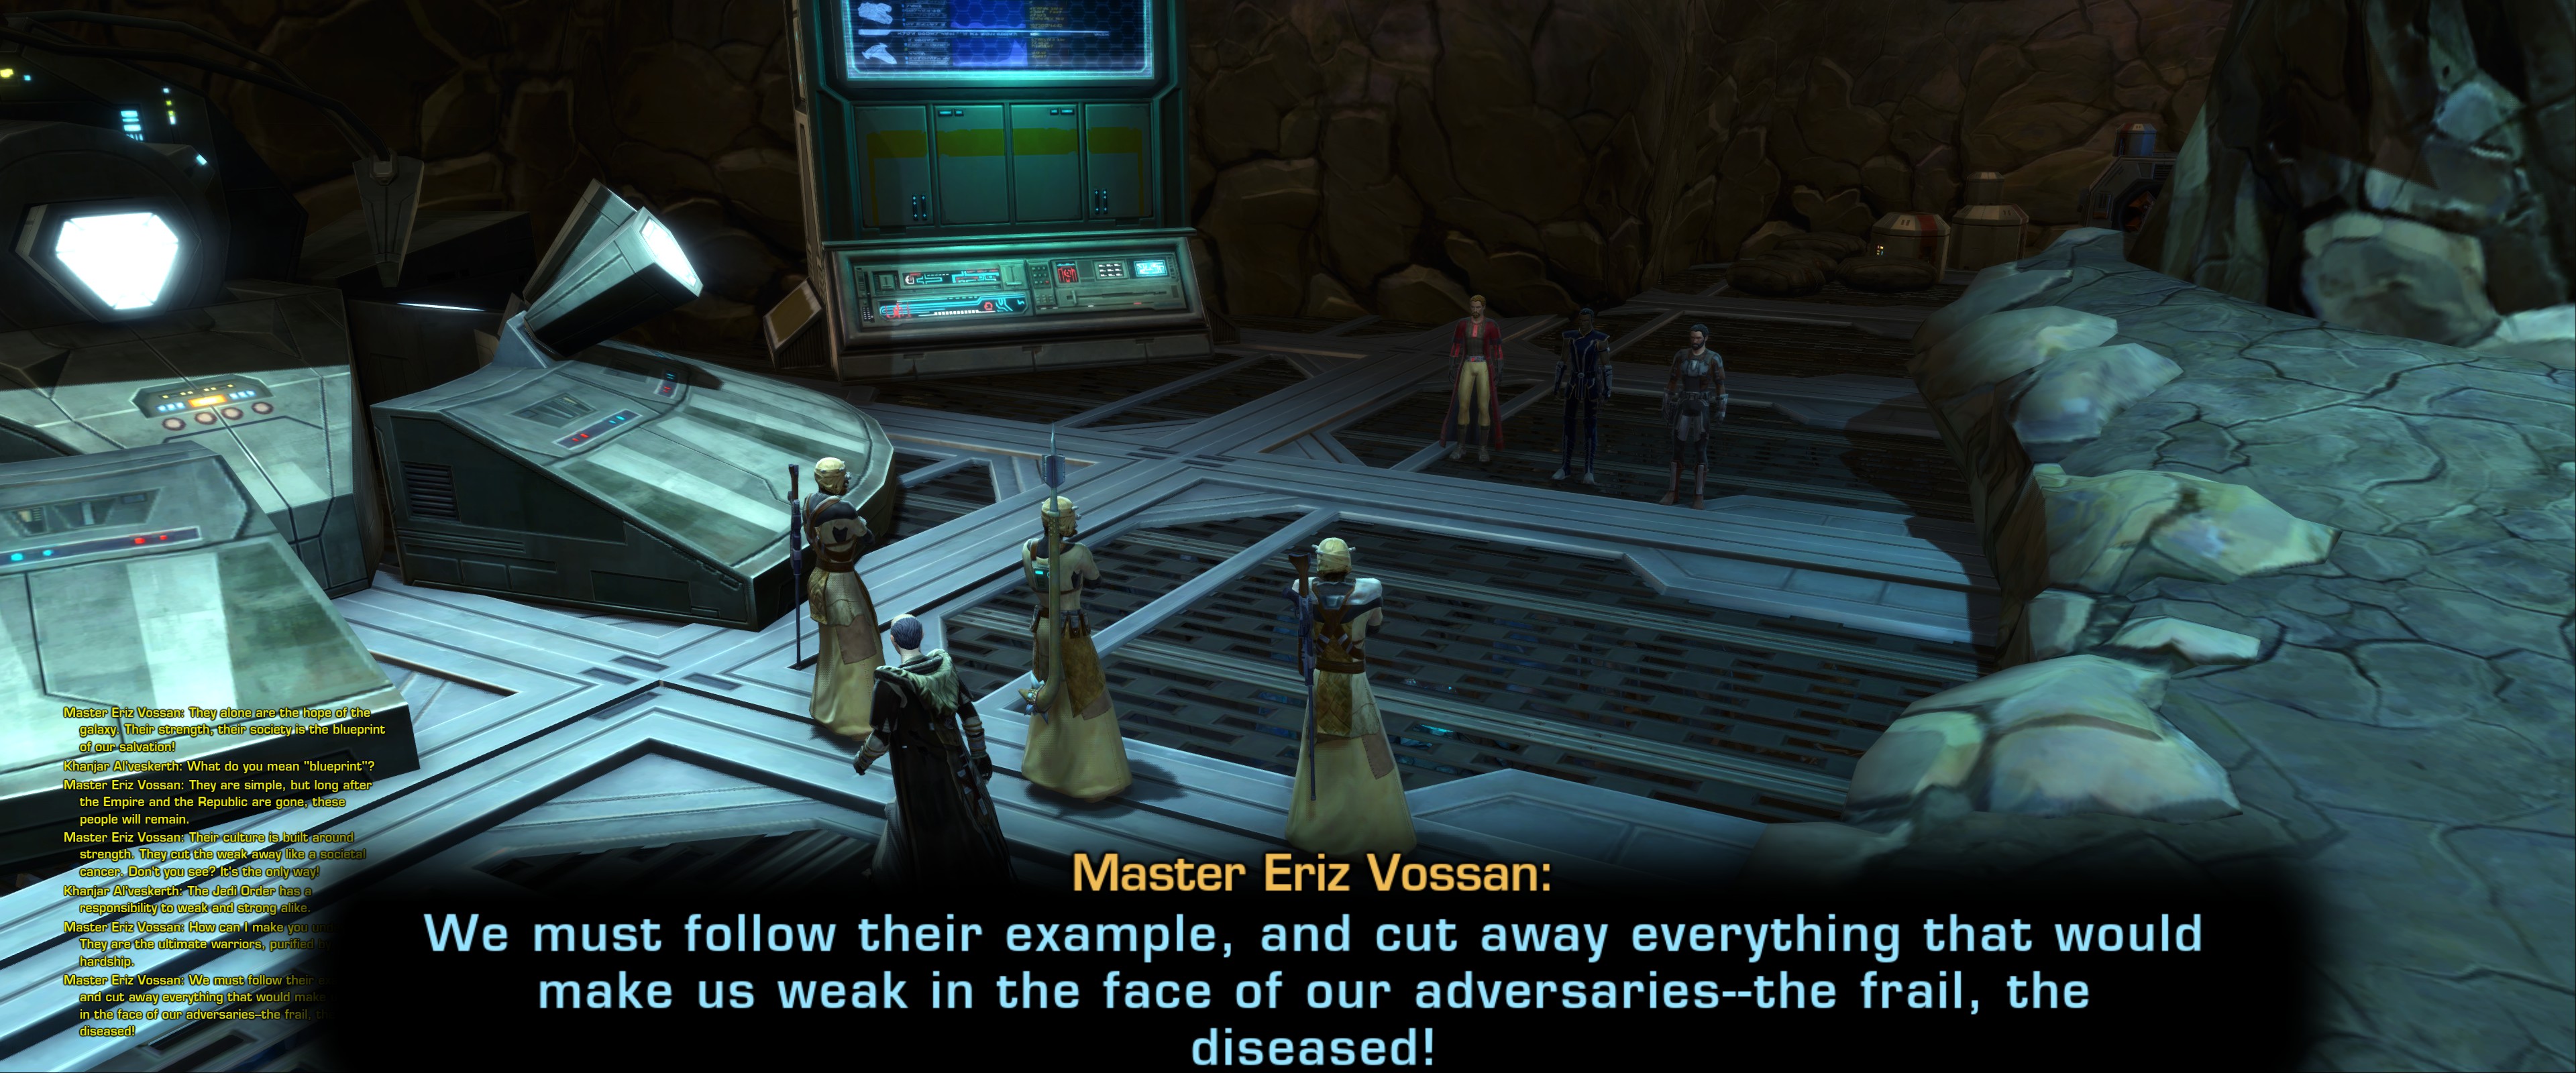 Master Eriz Vossan: They alone are the hope of the
galaxy. Their strength, their society is the blueprint
of our salvation!
Khanjar Al'veskerth: What do you mean "blueprint"?
Master Eriz Vossan: They are simple, but long after
the Empire and the Republic are gone, these
people will remain.
Master Eriz Vossan: Their culture is built around
strength. They cut the weak away like a societal
cancer. Don't you see? It's the only way!
Khanjar Al'veskerth: The Jedi Order has a
responsibility to weak and strong alike.
Master Eriz Vossan: How can I make you
They are the ultimate warriors, purified
hardship.
Master Eriz Vossan: We must follow their
and cut away everything that would make
in the face of our adversaries--the frail,
diseased!
Master Eriz Vossan:
We must follow their example, and cut away everything that would
make us weak in the face of our adversaries--the frail, the
diseased!